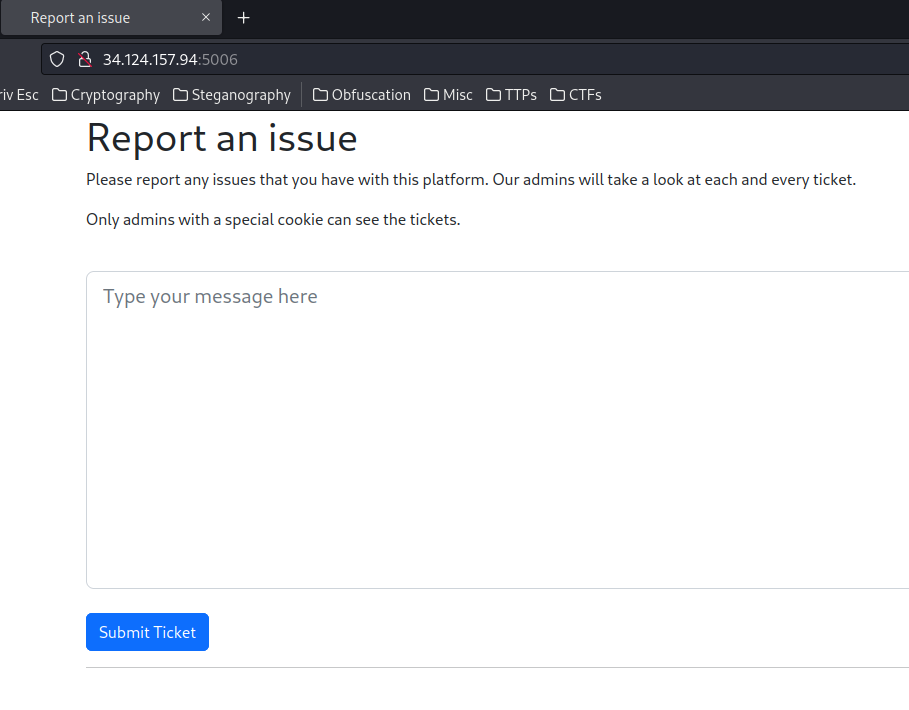 Report an issue
34.124.157.94:5006
riv Esc Cryptography Steganography Obfuscation Misc TTPs CTFs
Report an issue
Please report any issues that you have with this platform. Our admins will take a look at each and every ticket.
Only admins with a special cookie can see the tickets.
Type your message here
Submit Ticket